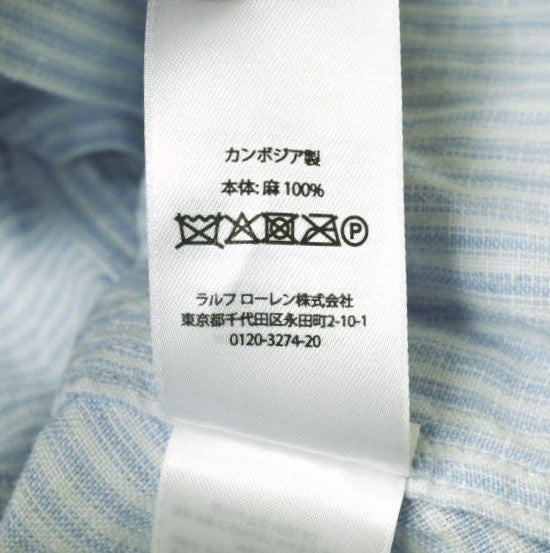 カンボジア製
本体: 麻 100%
P
ラルフ ローレン株式会社
東京都千代田区永田町2-10-1
0120-3274-20